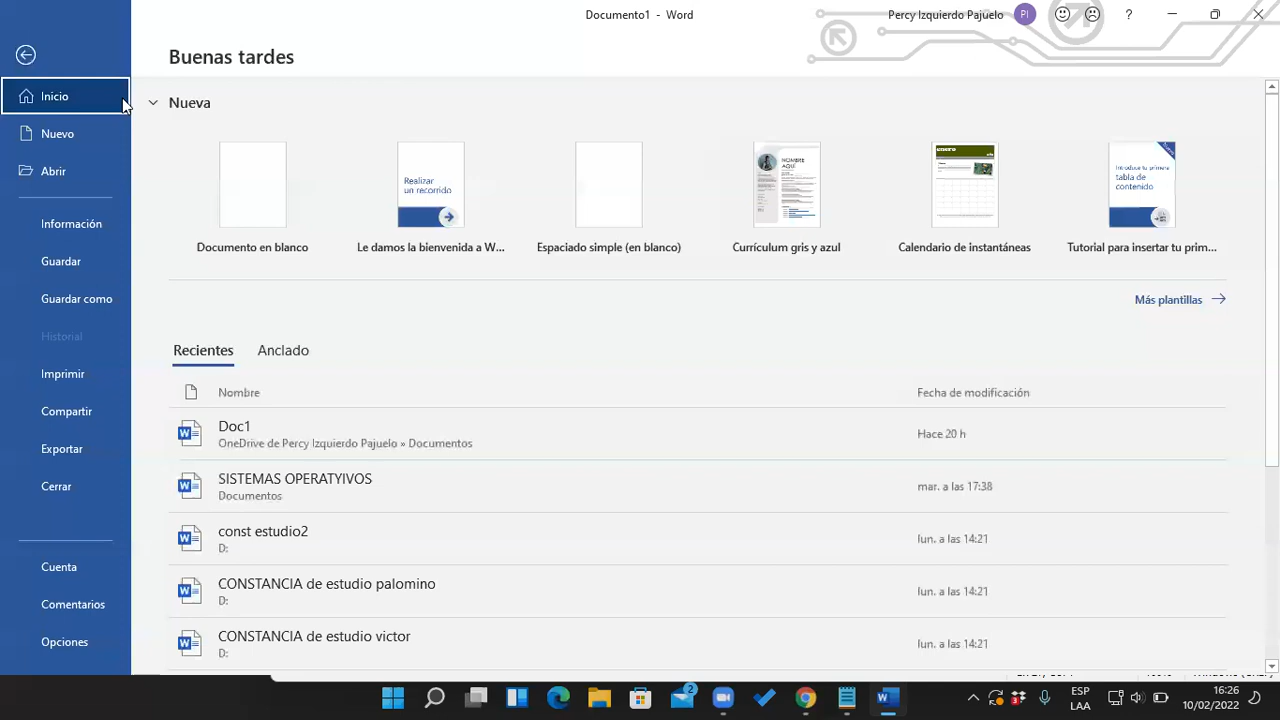 Documento1 - Word
Percy Izquierdo Pajuelo
PI
?
Buenas tardes
Inicio
Nuevo
Abrir
Información
Guardar
Guardar como
Historial
Imprimir
Compartir
Exportar
Cerrar
Cuenta
Comentarios
Opciones
Nueva
Realizar
un recorrido
NOMBRE
AQUÍ
enero
Introduce tu primera
tabla de
contenido
Documento en blanco
Le damos la bienvenida a W...
Espaciado simple (en blanco)
Currículum gris y azul
Calendario de instantáneas
Tutorial para insertar tu prim...
Más plantillas
Recientes
Anclado
Nombre
Fecha de modificación
Doc1
OneDrive de Percy Izquierdo Pajuelo » Documentos
Hace 20 h
SISTEMAS OPERATYIVOS
Documentos
mar. a las 17:38
const estudio2
D:
lun. a las 14:21
CONSTANCIA de estudio palomino
D:
lun. a las 14:21
CONSTANCIA de estudio victor
D:
lun. a las 14:21
2
ESP
LAA
16:26
10/02/2022